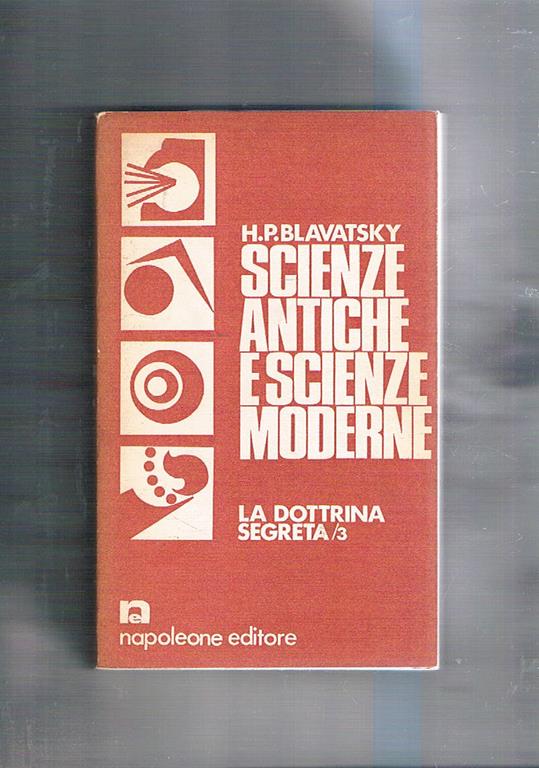 H.P.BLAVATSKY
SCIENZE
ANTICHE
E SCIENZE
MODERNE
LA DOTTRINA
SEGRETA/3
ne
napoleone editore